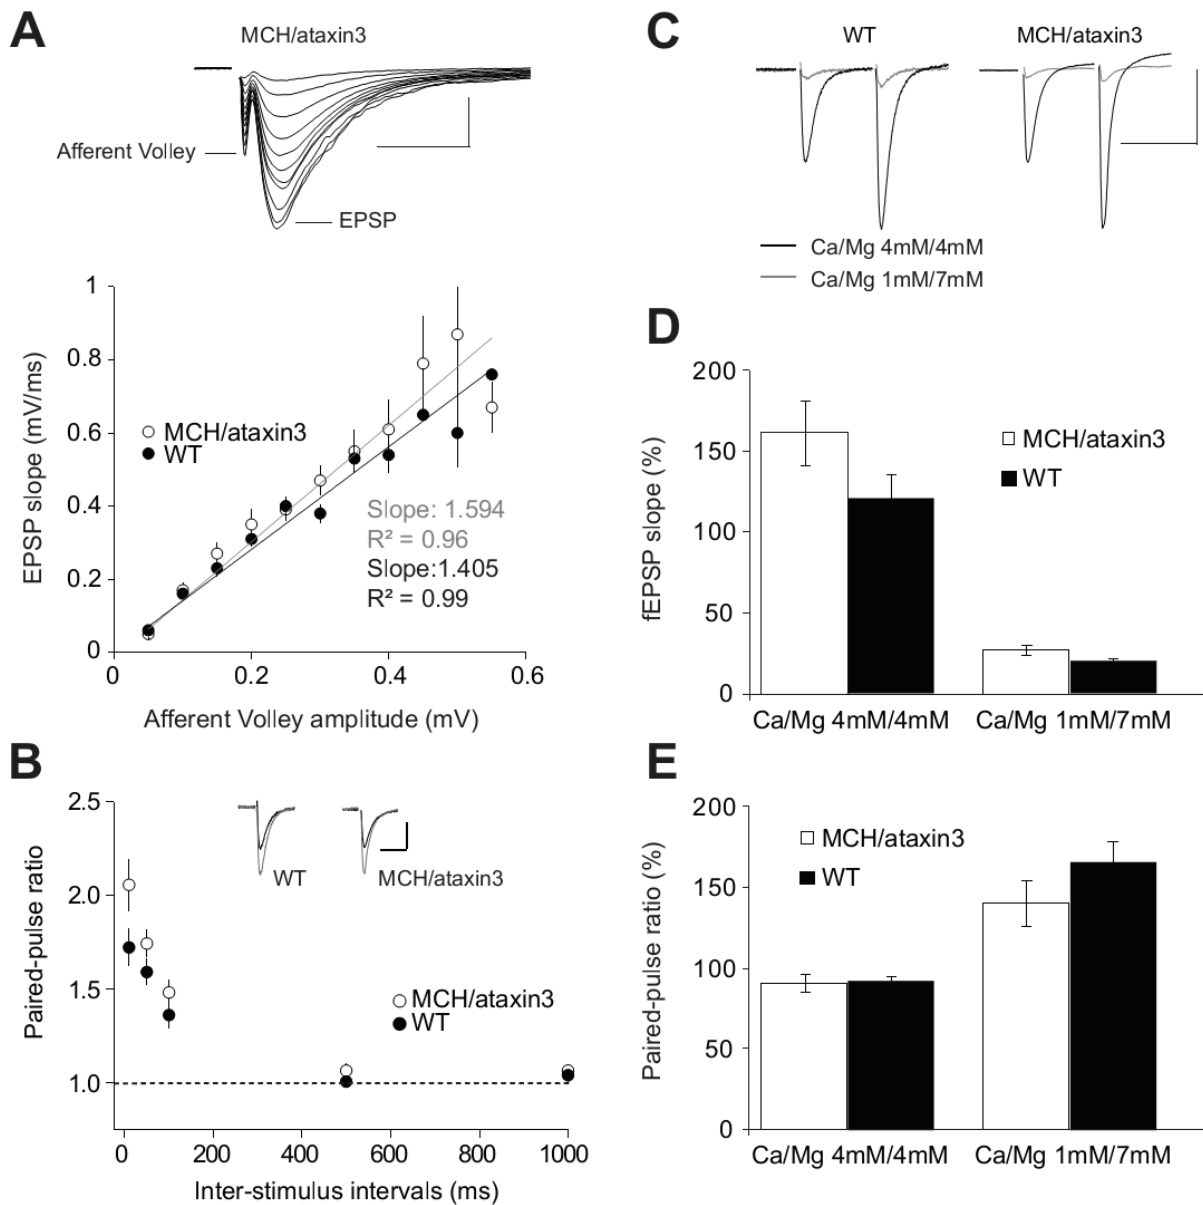 A
MCH/ataxin3
Afferent Volley
EPSP
1
0.8
0.6
0.4
0.2
0
EPSP slope (mV/ms)
MCH/ataxin3
WT
Slope: 1.594
R² = 0.96
Slope:1.405
R² = 0.99
0 0.2 0.4 0.6
Afferent Volley amplitude (mV)
B
2.5
2.0
1.5
1.0
Paired-pulse ratio
WT
MCH/ataxin3
MCH/ataxin3
WT
0 200 400 600 800 1000
Inter-stimulus intervals (ms)
C
WT
MCH/ataxin3
Ca/Mg 4mM/4mM
Ca/Mg 1mM/7mM
D
200
150
100
50
0
fEPSP slope (%)
MCH/ataxin3
WT
Ca/Mg 4mM/4mM Ca/Mg 1mM/7mM
E
200
150
100
50
0
Paired-pulse ratio (%)
MCH/ataxin3
WT
Ca/Mg 4mM/4mM Ca/Mg 1mM/7mM